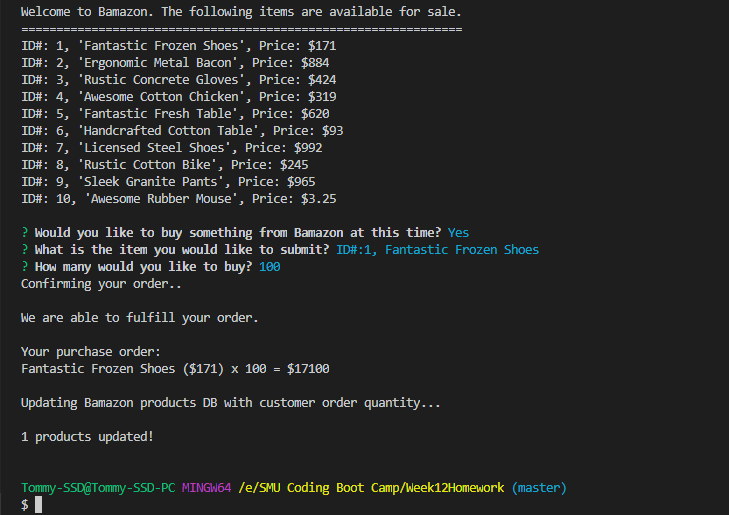 Welcome to Bamazon. The following items are available for sale.
===============================================================
ID#: 1, 'Fantastic Frozen Shoes', Price: $171
ID#: 2, 'Ergonomic Metal Bacon', Price: $884
ID#: 3, 'Rustic Concrete Gloves', Price: $424
ID#: 4, 'Awesome Cotton Chicken', Price: $319
ID#: 5, 'Fantastic Fresh Table', Price: $620
ID#: 6, 'Handcrafted Cotton Table', Price: $93
ID#: 7, 'Licensed Steel Shoes', Price: $992
ID#: 8, 'Rustic Cotton Bike', Price: $245
ID#: 9, 'Sleek Granite Pants', Price: $965
ID#: 10, 'Awesome Rubber Mouse', Price: $3.25
? Would you like to buy something from Bamazon at this time? Yes
? What is the item you would like to submit? ID#:1, Fantastic Frozen Shoes
? How many would you like to buy? 100
Confirming your order..
We are able to fulfill your order.
Your purchase order:
Fantastic Frozen Shoes ($171) x 100 = $17100
Updating Bamazon products DB with customer order quantity...
1 products updated!
Tommy-SSD@Tommy-SSD-PC MINGW64 /e/SMU Coding Boot Camp/Week12Homework (master)
$